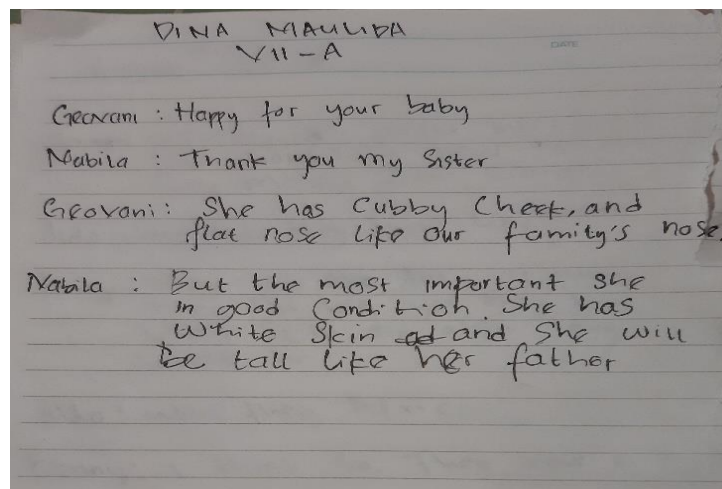 DINA MAULIDA
VII - A
DATE
Geovani : Happy for your baby
Nabila : Thank you my Sister
Geovani : She has Cubby Cheek, and
flat nose like our famity's nose.
Nabila : But the most important she
in good Condition. She has
White Skin and She will
be tall like her father